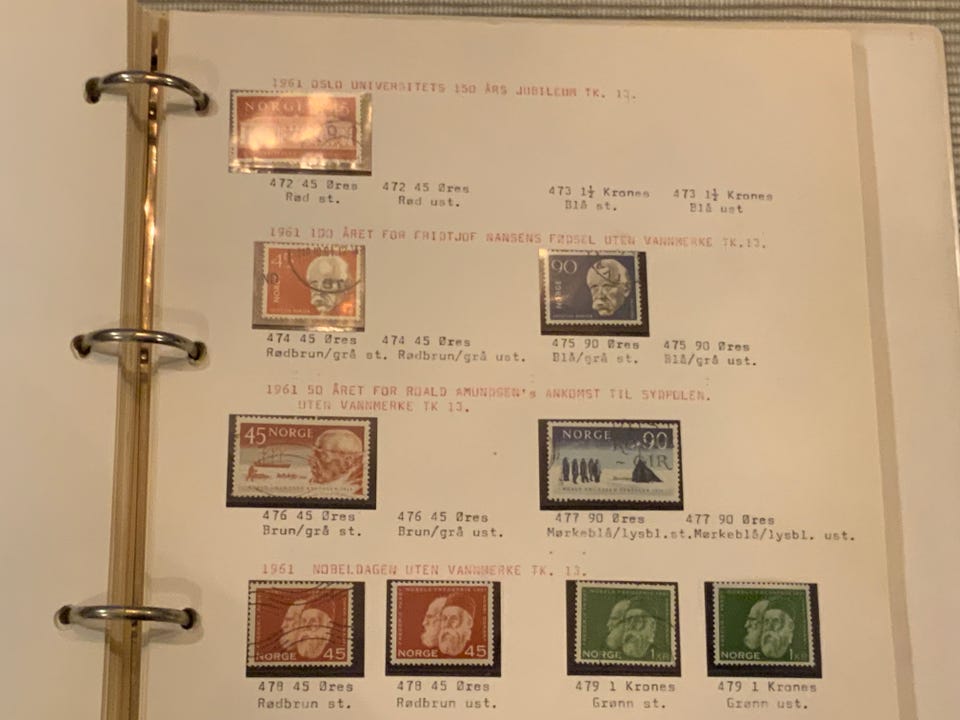 1961 OSLO UNIVERSITETS 150 ÅRS JUBILEUM TK. 13.
NORGE 45
472 45 Øres 472 45 Øres 473 1½ Krones 473 1½ Krones
Rød st. Rød ust. Blå st. Blå ust
1961 100 ÅRET FOR FRIDTJOF NANSENS FØDSEL UTEN VANNMERKE TK.13.
45 90
NORGE NORGE
474 45 Øres 474 45 Øres 475 90 Øres 475 90 Øres
Rødbrun/grå st. Rødbrun/grå ust. Blå/grå st. Blå/grå ust.
1961 50 ÅRET FOR ROALD AMUNDSEN's ANKOMST TIL SYDPOLEN.
UTEN VANNMERKE TK 13.
45 NORGE NORGE 90
476 45 Øres 476 45 Øres 477 90 Øres 477 90 Øres
Brun/grå st. Brun/grå ust. Mørkeblå/lysbl.st.Mørkeblå/lysbl. ust.
1961 NOBELDAGEN UTEN VANNMERKE TK. 13.
NORGE 45 NORGE 45 NORGE 1KR NORGE 1KR
478 45 Øres 478 45 Øres 479 1 Krones 479 1 Krones
Rødbrun st. Rødbrun ust. Grønn st. Grønn ust.